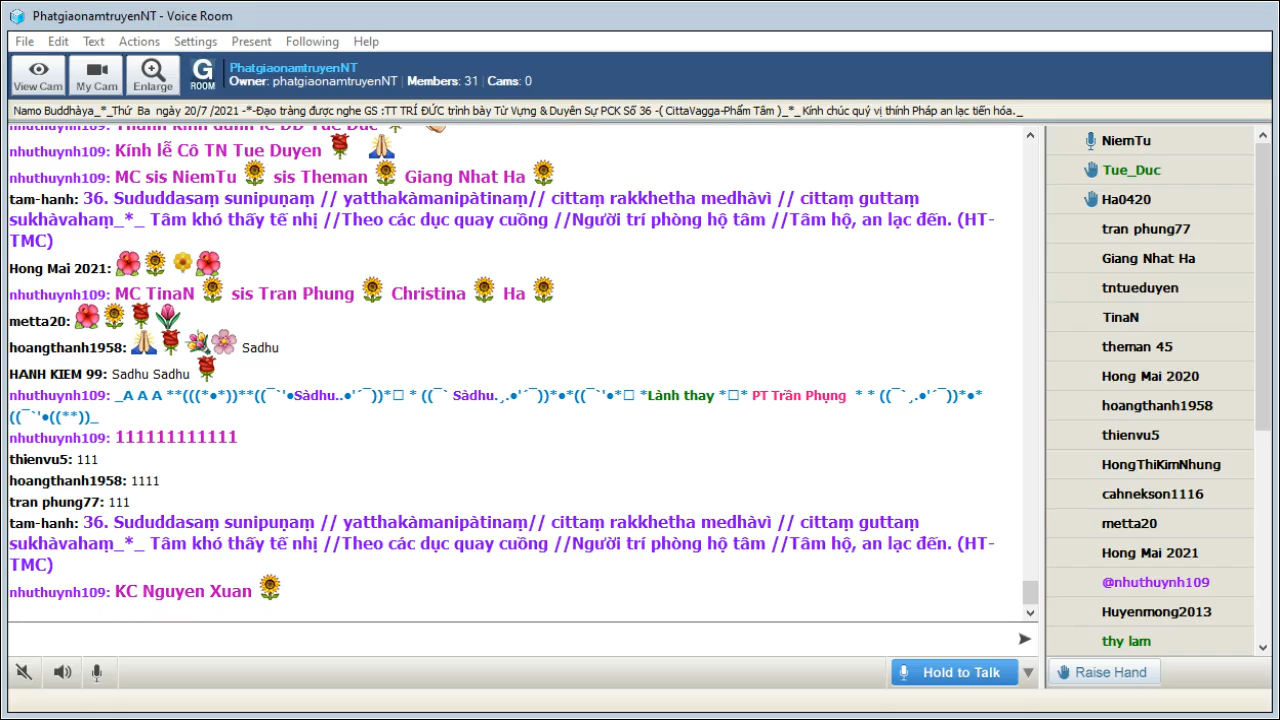 PhatgiaonamtruyenNT - Voice Room
File Edit Text Actions Settings Present Following Help
View Cam My Cam Enlarge G ROOM
PhatgiaonamtruyenNT
Owner: phatgiaonamtruyenNT | Members: 31 | Cams: 0
Namo Buddhàya_*_Thứ Ba ngày 20/7 /2021 -*-Đạo tràng được nghe GS :TT TRÍ ĐỨC trình bày Từ Vựng & Duyên Sự PCK Số 36 -( CittaVagga-Phẩm Tâm )_*_ Kính chúc quý vị thính Pháp an lạc tiến hóa._
nhuthuynh109: Thành kính đảnh lễ ĐĐ Tuệ Đức
nhuthuynh109: Kính lễ Cô TN Tue Duyen
nhuthuynh109: MC sis NiemTu sis Theman Giang Nhat Ha
tam-hanh: 36. Sududdasaṃ sunipuṇaṃ // yatthakàmanipàtinaṃ// cittaṃ rakkhetha medhàvì // cittaṃ guttaṃ
sukhàvahaṃ_*_ Tâm khó thấy tế nhị //Theo các dục quay cuồng //Người trí phòng hộ tâm //Tâm hộ, an lạc đến. (HT-
TMC)
Hong Mai 2021:
nhuthuynh109: MC TinaN sis Tran Phung Christina Ha
metta20:
hoangthanh1958: Sadhu
HANH KIEM 99: Sadhu Sadhu
nhuthuynh109: _A A A **(((*•*))**((¯`'•Sàdhu..•'´¯))*•□ * ((¯` Sàdhu.¸.•'´¯))*•*((¯`'•*□ *Lành thay *□* PT Trần Phụng * * ((¯`¸.•'´¯))*•*
((¯`'•((**))_
nhuthuynh109: 111111111111
thienvu5: 111
hoangthanh1958: 1111
tran phung77: 111
tam-hanh: 36. Sududdasaṃ sunipuṇaṃ // yatthakàmanipàtinaṃ// cittaṃ rakkhetha medhàvì // cittaṃ guttaṃ
sukhàvahaṃ_*_ Tâm khó thấy tế nhị //Theo các dục quay cuồng //Người trí phòng hộ tâm //Tâm hộ, an lạc đến. (HT-
TMC)
nhuthuynh109: KC Nguyen Xuan
Hold to Talk
NiemTu
Tue_Duc
Ha0420
tran phung77
Giang Nhat Ha
tntueduyen
TinaN
theman 45
Hong Mai 2020
hoangthanh1958
thienvu5
HongThiKimNhung
cahnekson1116
metta20
Hong Mai 2021
@nhuthuynh109
Huyenmong2013
thy lam
Raise Hand